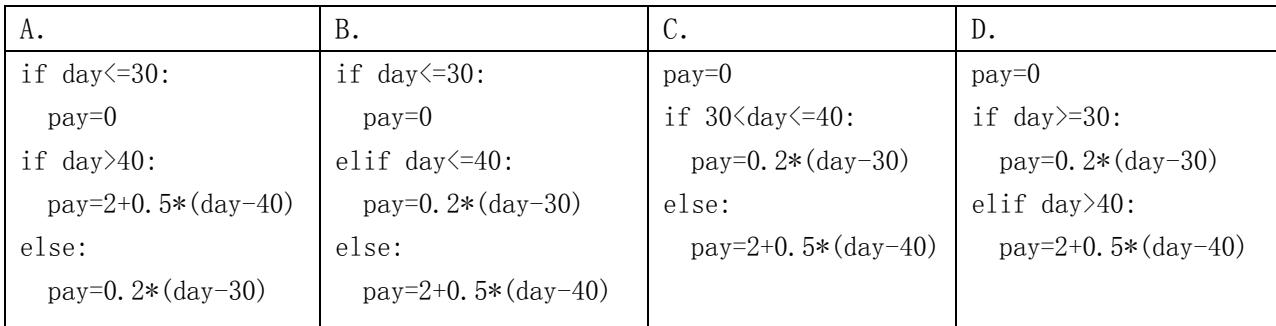 A.
if day<=30:
  pay=0
if day>40:
  pay=2+0.5*(day-40)
else:
  pay=0.2*(day-30)
B.
if day<=30:
  pay=0
elif day<=40:
  pay=0.2*(day-30)
else:
  pay=2+0.5*(day-40)
C.
pay=0
if 30<day<=40:
  pay=0.2*(day-30)
else:
  pay=2+0.5*(day-40)
D.
pay=0
if day>=30:
  pay=0.2*(day-30)
elif day>40:
  pay=2+0.5*(day-40)